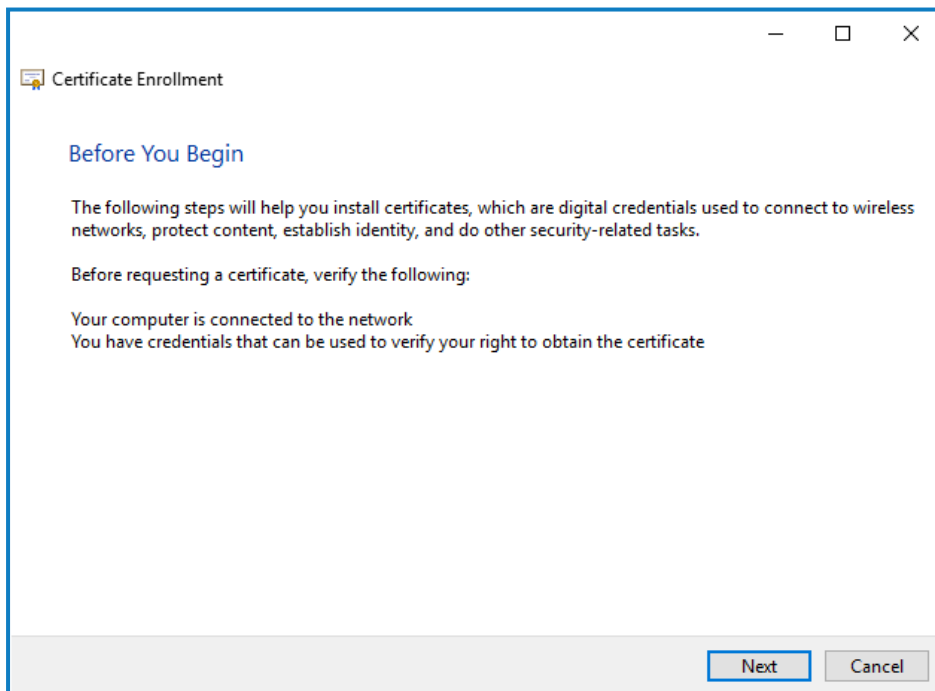 Certificate Enrollment
Before You Begin
The following steps will help you install certificates, which are digital credentials used to connect to wireless
networks, protect content, establish identity, and do other security-related tasks.
Before requesting a certificate, verify the following:
Your computer is connected to the network
You have credentials that can be used to verify your right to obtain the certificate
Next Cancel